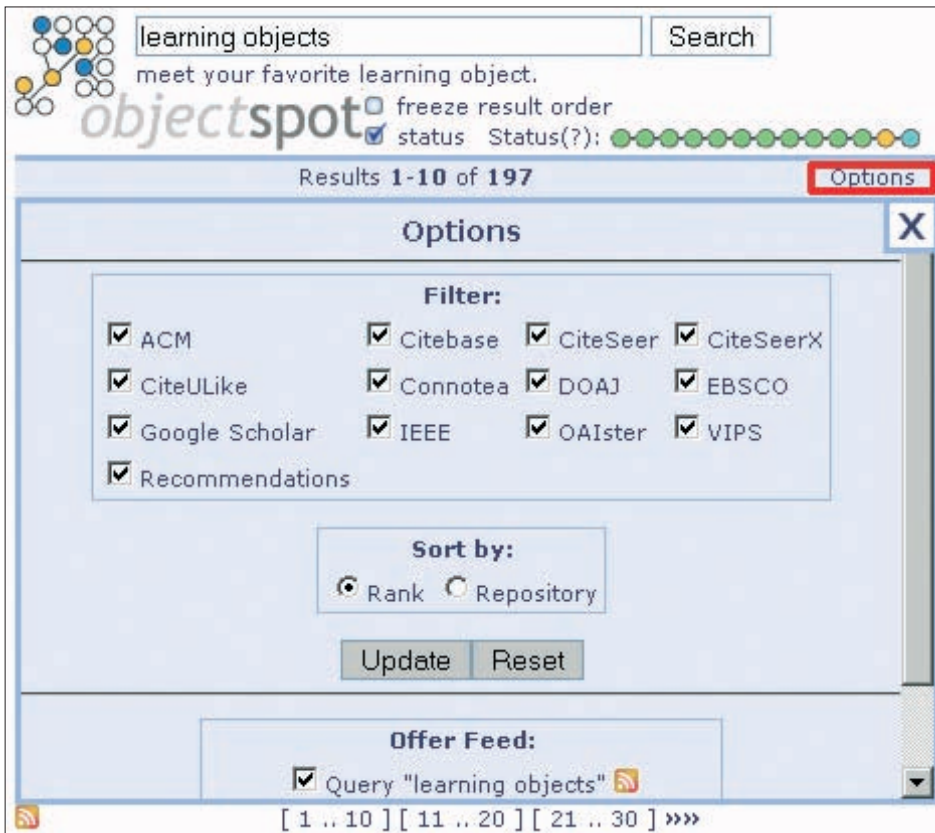 learning objects Search
meet your favorite learning object.
objectspot
freeze result order
status Status(?):
Results 1-10 of 197 Options
Options X
Filter:
ACM Citebase CiteSeer CiteSeerX
CiteULike Connotea DOAJ EBSCO
Google Scholar IEEE OAIster VIPS
Recommendations
Sort by:
Rank Repository
Update Reset
Offer Feed:
Query "learning objects"
[ 1 .. 10 ] [ 11 .. 20 ] [ 21 .. 30 ] »»